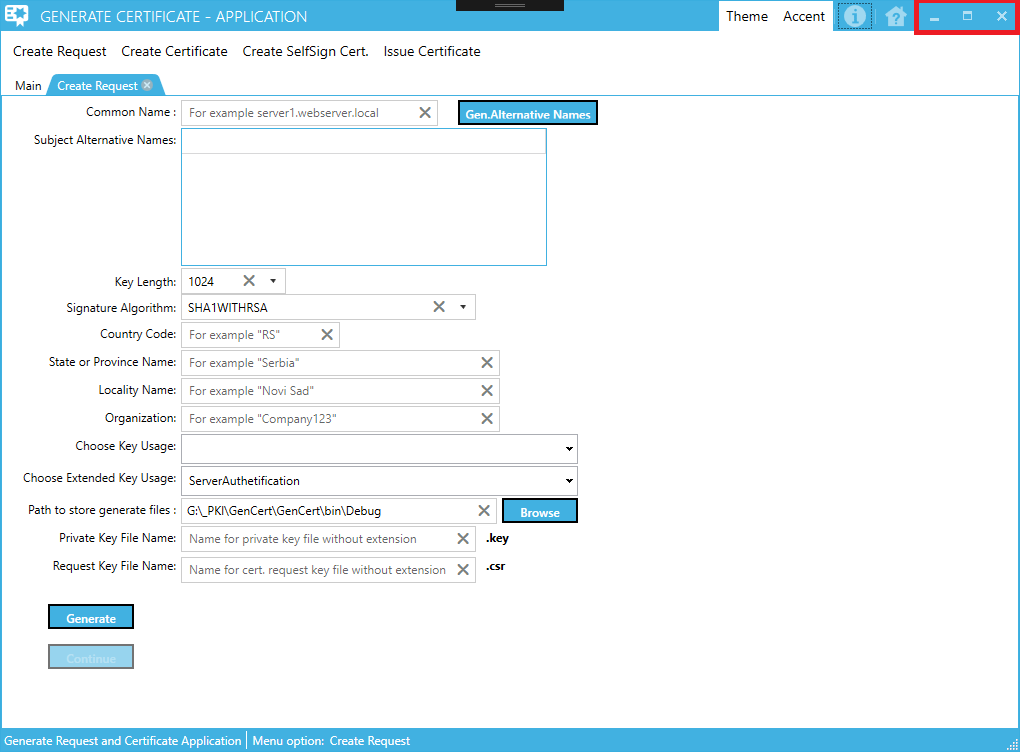 GENERATE CERTIFICATE - APPLICATION Theme Accent
Create Request Create Certificate Create SelfSign Cert. Issue Certificate
Main Create Request
Common Name : For example server1.webserver.local Gen.Alternative Names
Subject Alternative Names:
Key Length: 1024
Signature Algorithm: SHA1WITHRSA
Country Code: For example "RS"
State or Province Name: For example "Serbia"
Locality Name: For example "Novi Sad"
Organization: For example "Company123"
Choose Key Usage:
Choose Extended Key Usage: ServerAuthetification
Path to store generate files : G:\_PKI\GenCert\GenCert\bin\Debug Browse
Private Key File Name: Name for private key file without extension .key
Request Key File Name: Name for cert. request key file without extension .csr
Generate
Continue
Generate Request and Certificate Application Menu option: Create Request